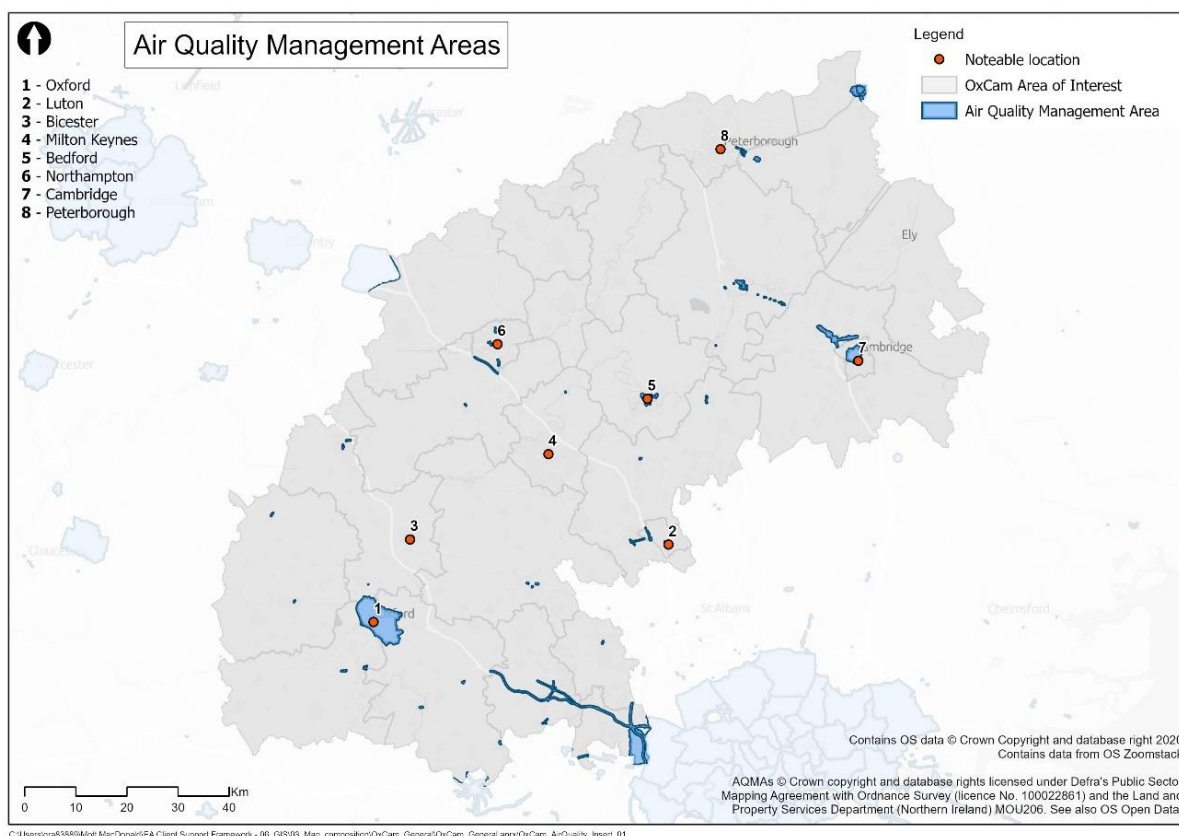 Air Quality Management Areas
1 - Oxford
2 - Luton
3 - Bicester
4 - Milton Keynes
5 - Bedford
6 - Northampton
7 - Cambridge
8 - Peterborough
Legend
Noteable location
OxCam Area of Interest
Air Quality Management Area
8
Peterborough
Ely
6
7
ambridge
5
4
3
2
1
ford
St Albans
Chelmsford
Contains OS data © Crown Copyright and database right 2020
Contains data from OS Zoomstack
AQMAs © Crown copyright and database rights licensed under Defra's Public Secto
Mapping Agreement with Ordnance Survey (licence No. 100022861) and the Land and
Property Services Department (Northern Ireland) MOU206. See also OS Open Data
Km
0 10 20 30 40